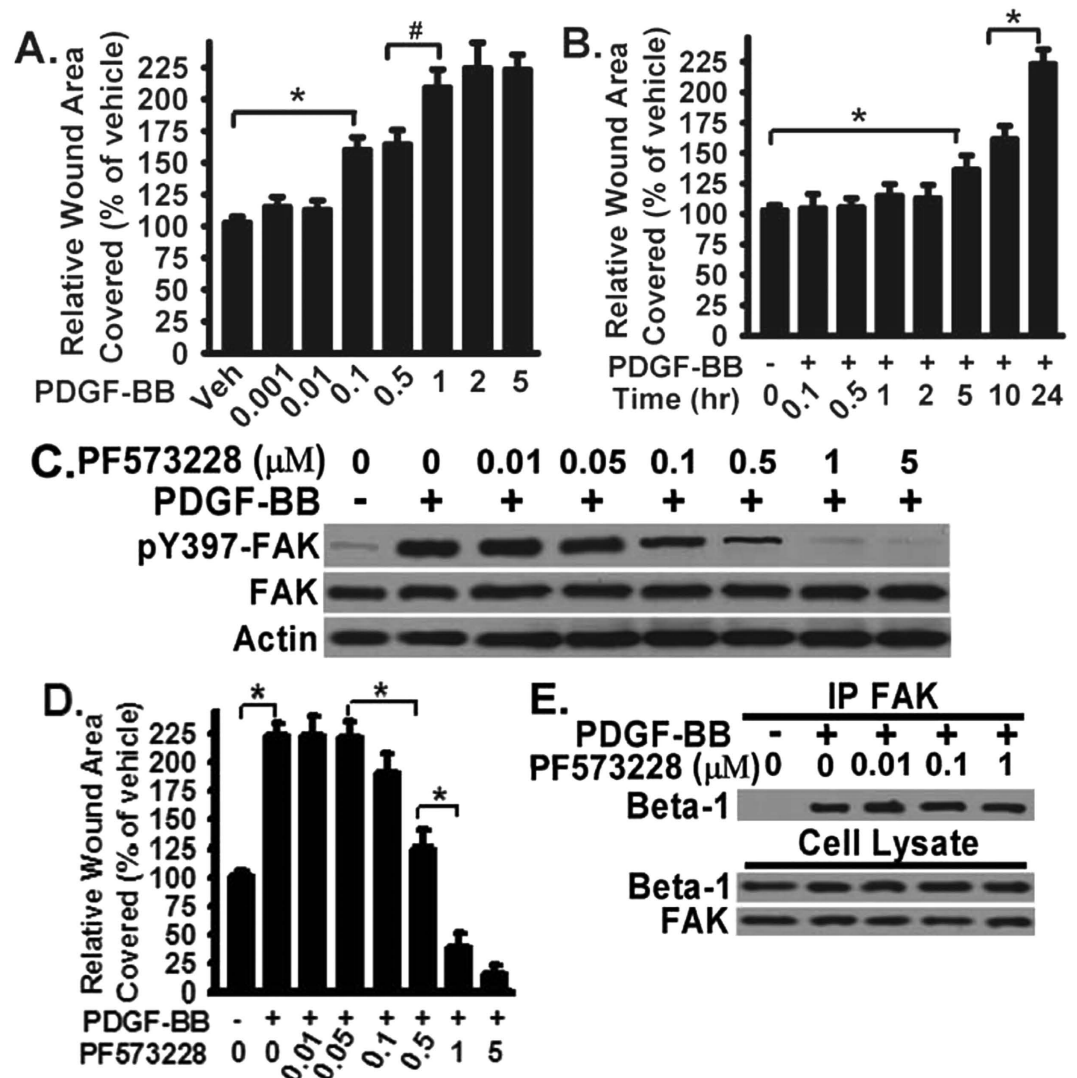 A.
Relative Wound Area
Covered (% of vehicle)
225
200
175
150
125
100
75
50
25
0
*
#
PDGF-BB Veh 0.001 0.01 0.1 0.5 1 2 5
B.
Relative Wound Area
Covered (% of vehicle)
225
200
175
150
125
100
75
50
25
0
*
*
PDGF-BB - + + + + + + +
Time (hr) 0 0.1 0.5 1 2 5 10 24
C. PF573228 (μM) 0 0 0.01 0.05 0.1 0.5 1 5
PDGF-BB - + + + + + + +
pY397-FAK
FAK
Actin
D.
Relative Wound Area
Covered (% of vehicle)
225
200
175
150
125
100
75
50
25
0
*
*
*
PDGF-BB - + + + + + + +
PF573228 0 0 0.01 0.05 0.1 0.5 1 5
E.
IP FAK
PDGF-BB - + + + +
PF573228 (μM) 0 0 0.01 0.1 1
Beta-1
Cell Lysate
Beta-1
FAK